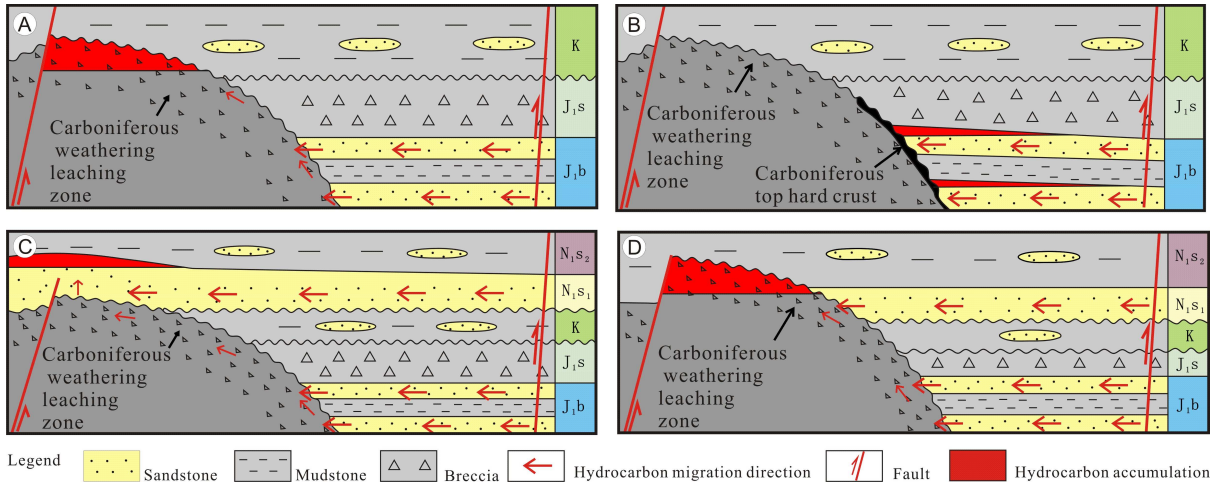 A
K
J₁s
J₁b
Carboniferous
weathering
leaching
zone
B
K
J₁s
J₁b
Carboniferous
weathering
leaching
zone
Carboniferous
top hard crust
C
N₁s₂
N₁s₁
K
J₁s
J₁b
Carboniferous
weathering
leaching
zone
D
N₁s₂
N₁s₁
K
J₁s
J₁b
Carboniferous
weathering
leaching
zone
Legend
Sandstone
Mudstone
Breccia
Hydrocarbon migration direction
Fault
Hydrocarbon accumulation